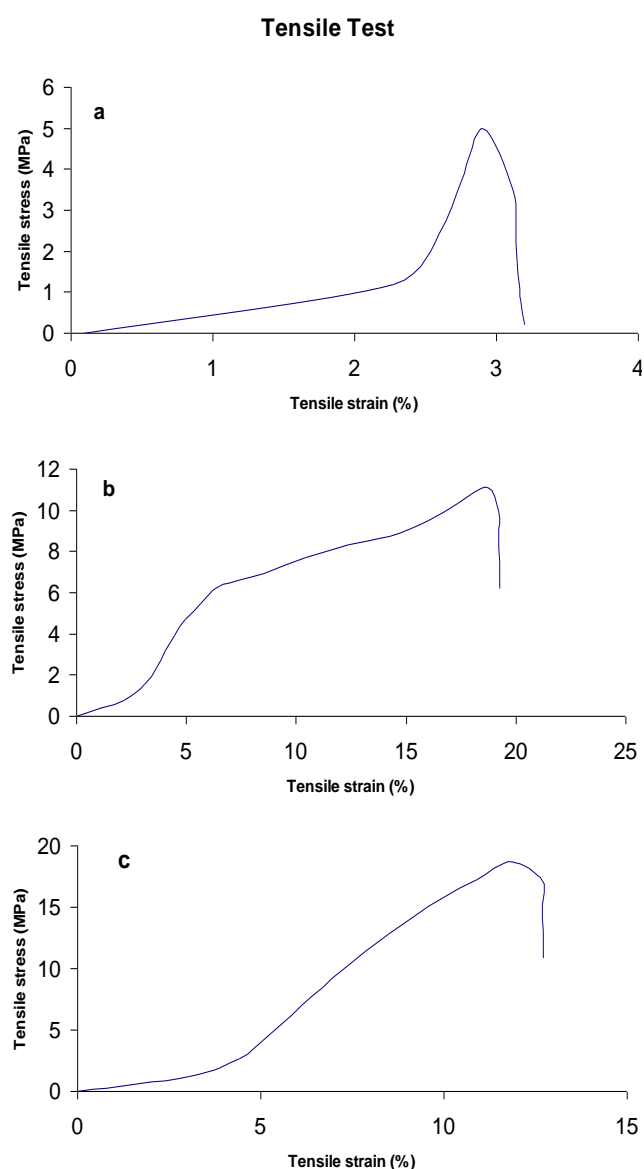 Tensile Test
a
Tensile stress (MPa)
6
5
4
3
2
1
0
0 1 2 3 4
Tensile strain (%)
b
Tensile stress (MPa)
12
10
8
6
4
2
0
0 5 10 15 20 25
Tensile strain (%)
c
Tensile stress (MPa)
20
15
10
5
0
0 5 10 15
Tensile strain (%)